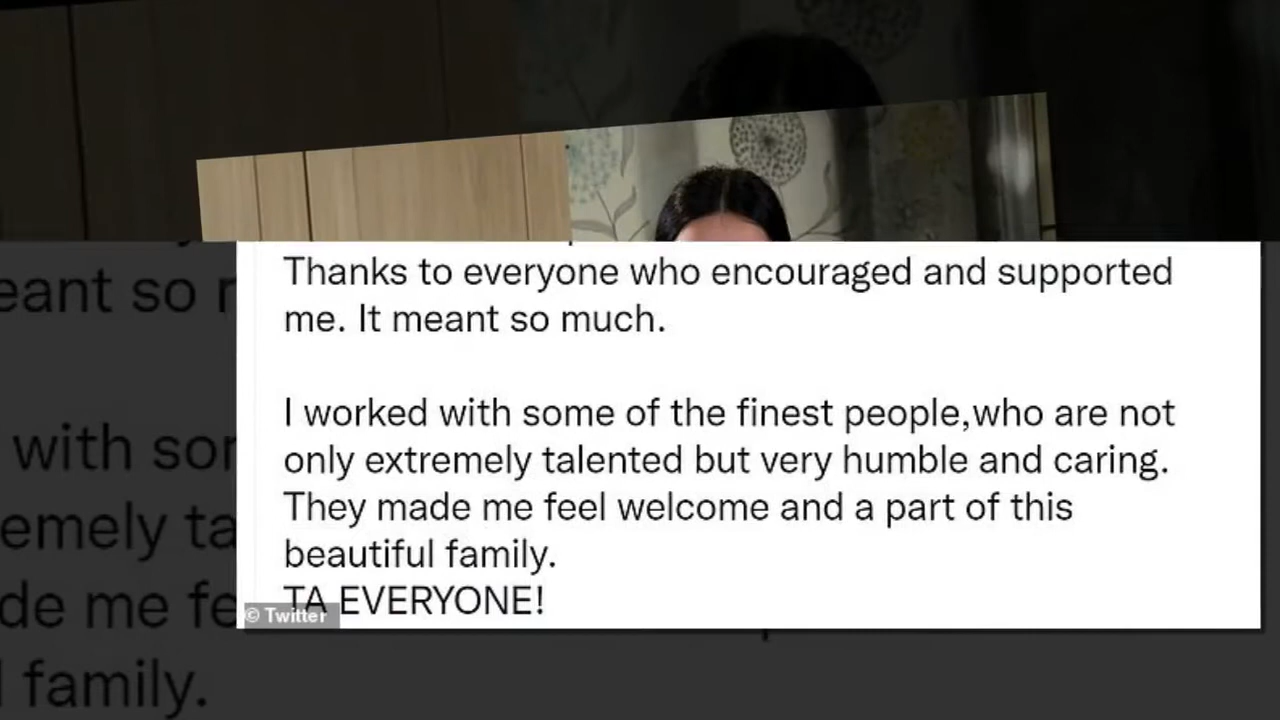 Thanks to everyone who encouraged and supported
me. It meant so much.
I worked with some of the finest people,who are not
only extremely talented but very humble and caring.
They made me feel welcome and a part of this
beautiful family.
TA EVERYONE!
© Twitter
eant so
with
emely ta
de me fe
family.